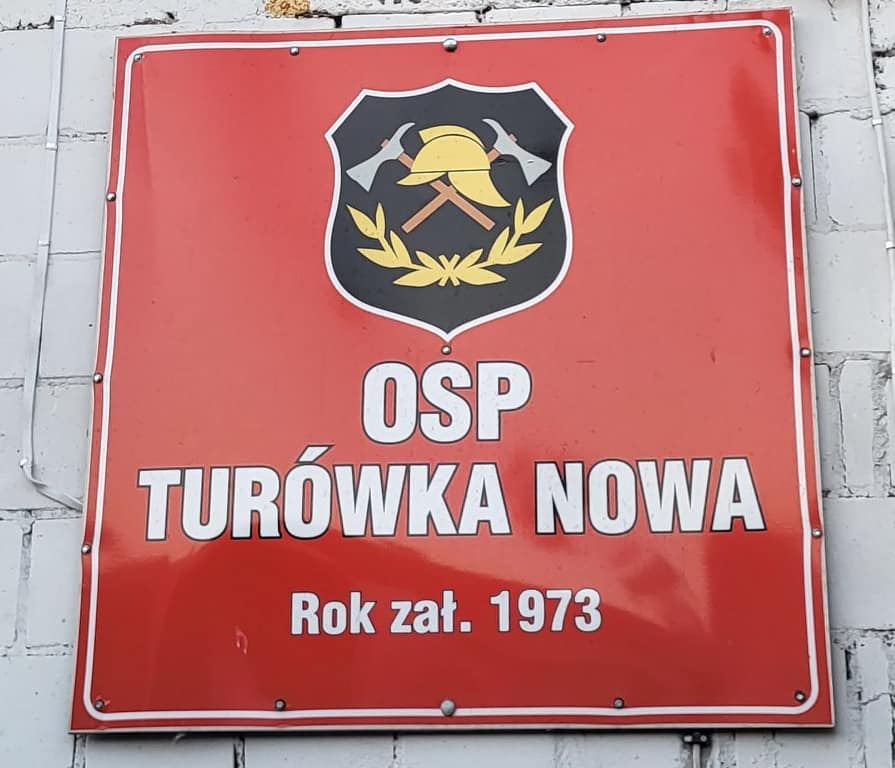 OSP
TURÓWKA NOWA
Rok zał. 1973